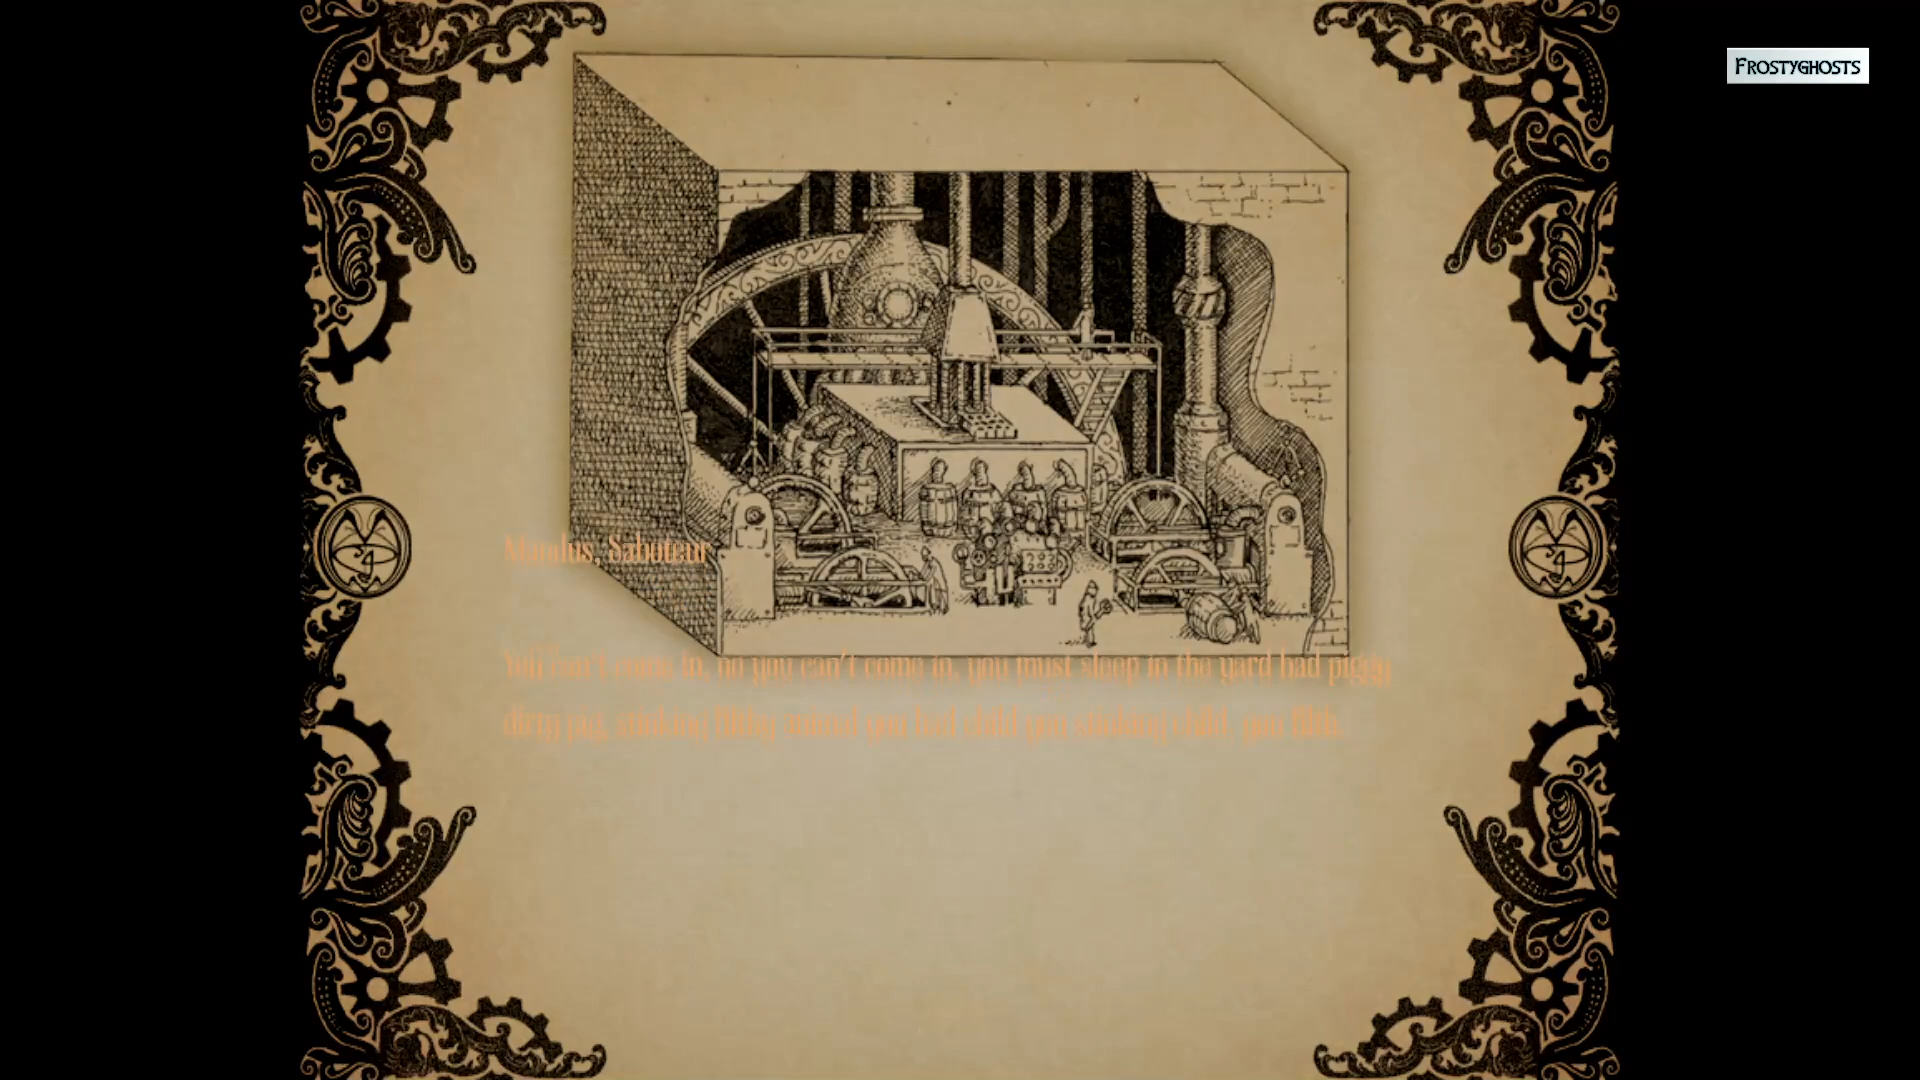 FROSTYGHOSTS
Mandus, Saboteur
You can't come in, no you can't come in, you must sleep in the yard bad piggy
dirty pig, stinking filthy animal you bad child you stinking child, you filth.